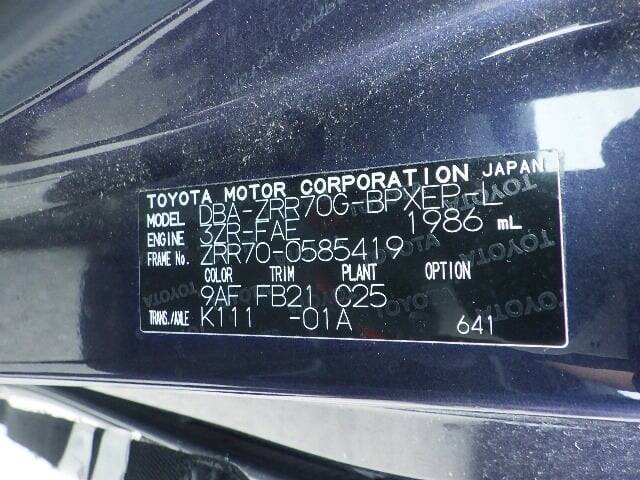 TOYOTA MOTOR CORPORATION JAPAN
MODEL DBA-ZRR70G-BPXEP-L
ENGINE 3ZR-FAE 1986 mL
FRAME No. ZRR70-0585419
COLOR TRIM PLANT OPTION
9AF FB21 C25
TRANS./AXLE K111 -01A 641